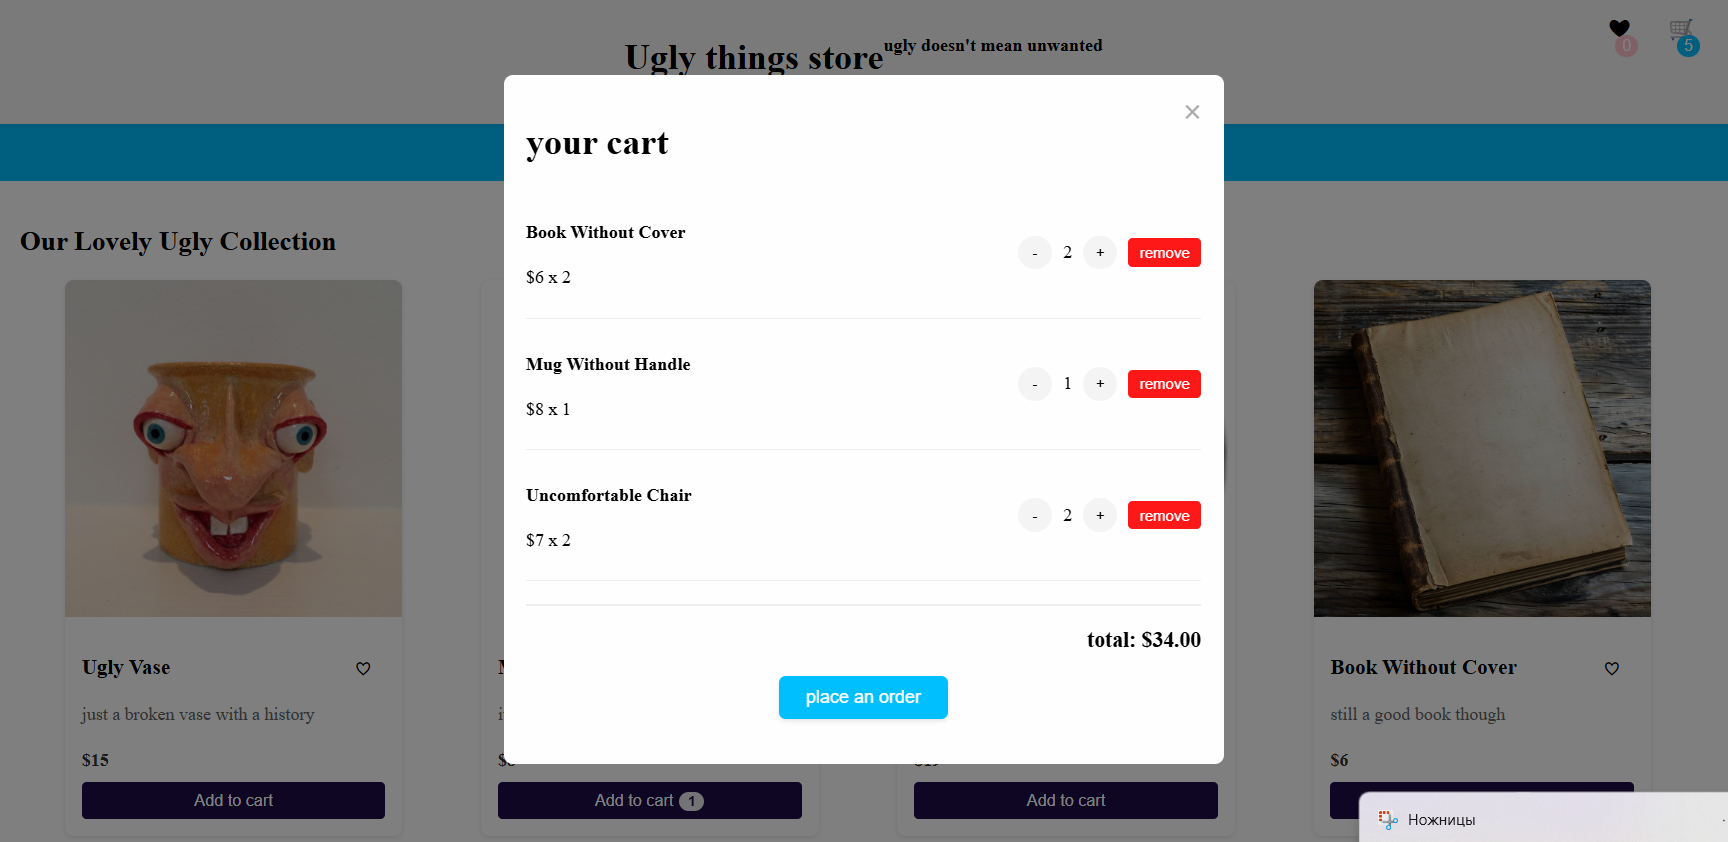 Ugly things store ugly doesn't mean unwanted
0
5
×
your cart
Book Without Cover
$6 x 2
- 2 + remove
Mug Without Handle
$8 x 1
- 1 + remove
Uncomfortable Chair
$7 x 2
- 2 + remove
total: $34.00
place an order
Our Lovely Ugly Collection
Ugly Vase
just a broken vase with a history
$15
Add to cart
Add to cart 1
Add to cart
Book Without Cover
still a good book though
$6
Ножницы